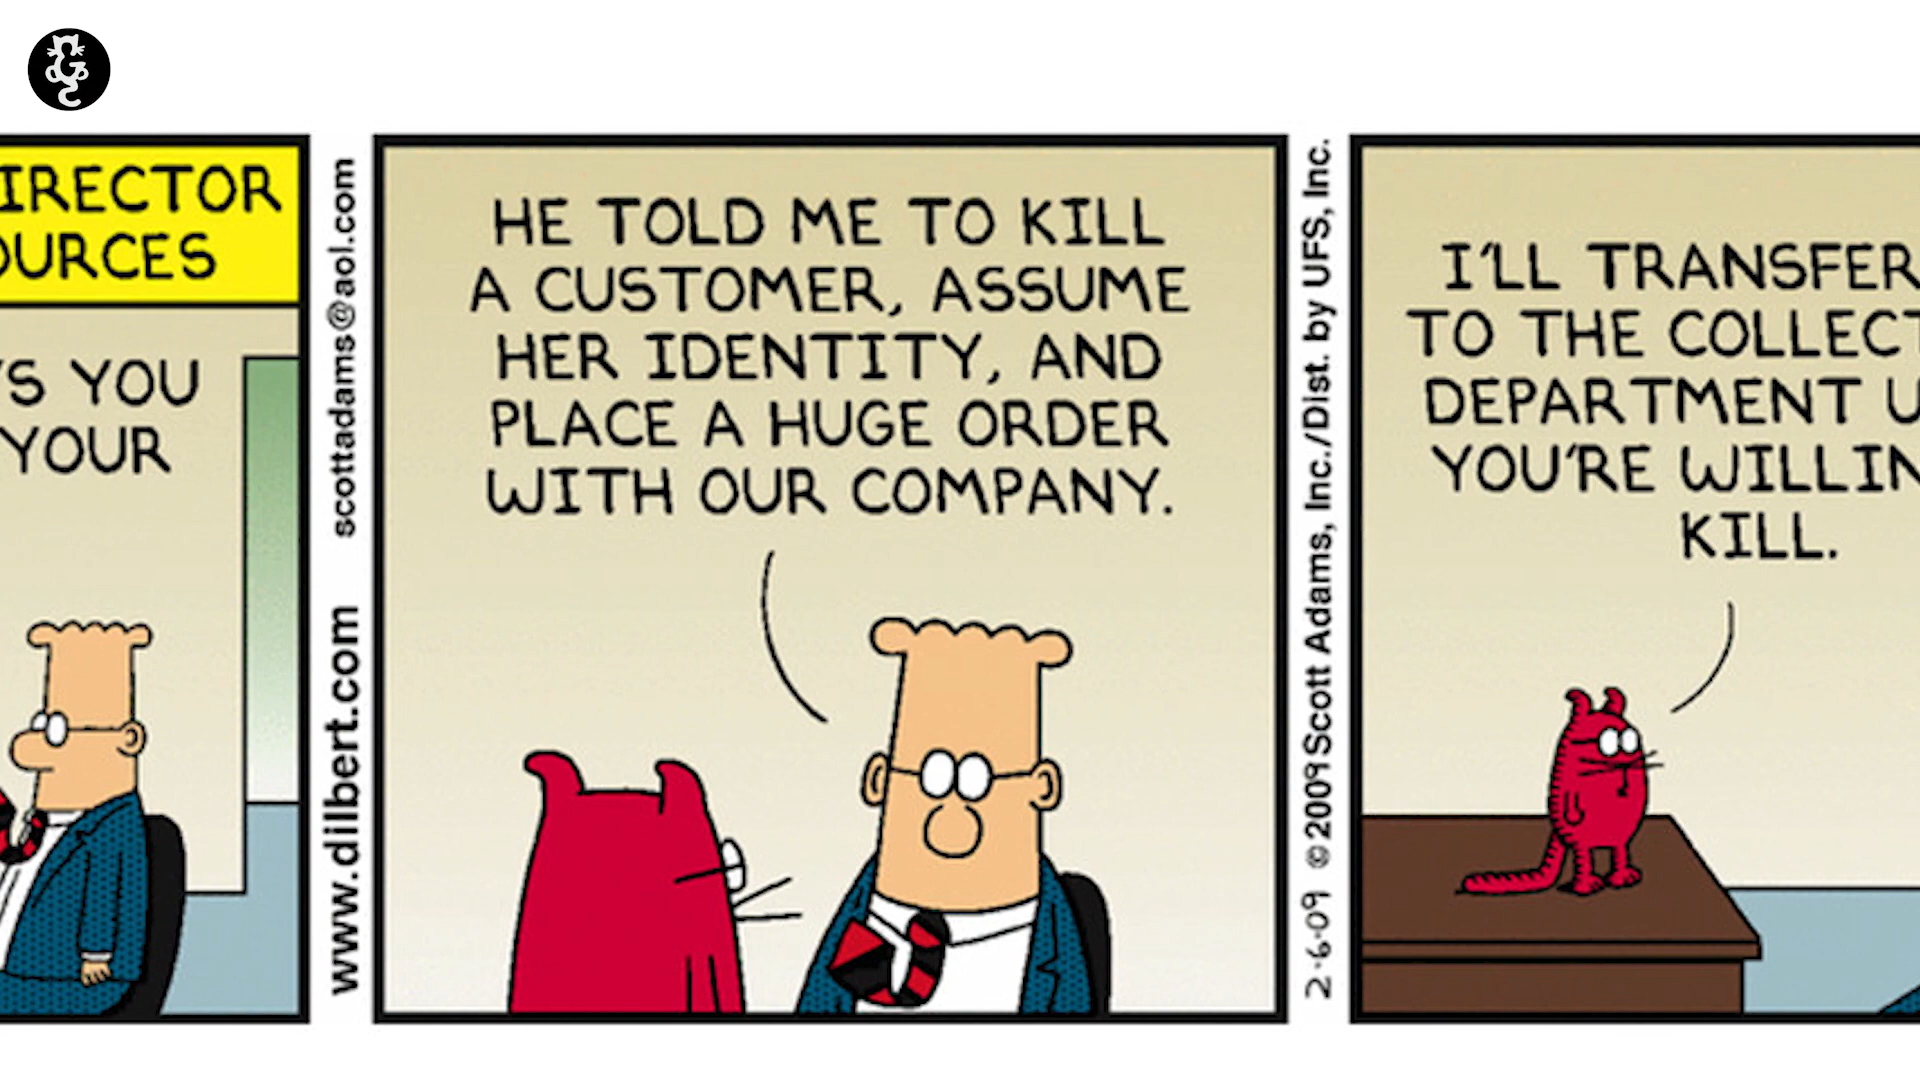 IRECTOR
OURCES
'S YOU
YOUR
www.dilbert.com scottadams@aol.com
HE TOLD ME TO KILL
A CUSTOMER, ASSUME
HER IDENTITY, AND
PLACE A HUGE ORDER
WITH OUR COMPANY.
2-6-09 ©2009 Scott Adams, Inc./Dist. by UFS, Inc.
I'LL TRANSFER
TO THE COLLECT
DEPARTMENT U
YOU'RE WILLIN
KILL.